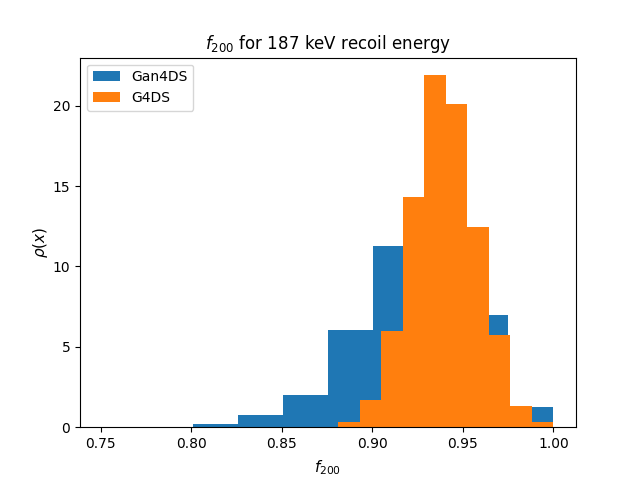 f₂₀₀ for 187 keV recoil energy
Gan4DS
G4DS
ρ(x)
20
15
10
5
0
0.75 0.80 0.85 0.90 0.95 1.00
f₂₀₀